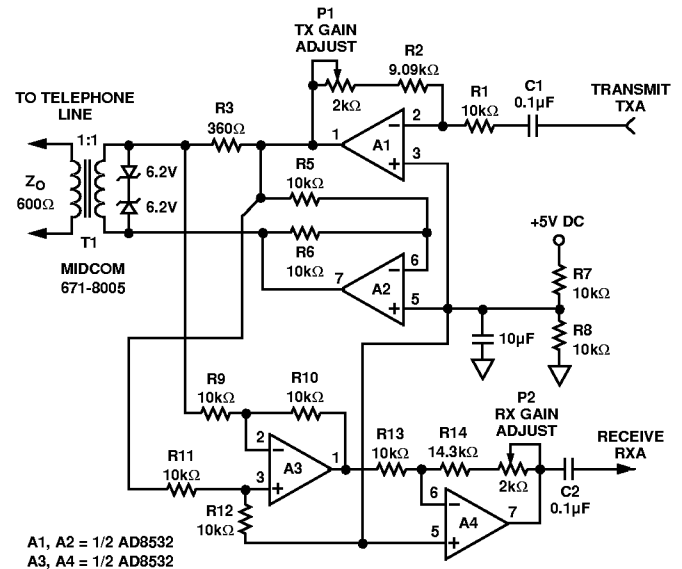 P1
TX GAIN
ADJUST
2kΩ
R2
9.09kΩ
R1
10kΩ
C1
0.1µF
TRANSMIT
TXA
TO TELEPHONE
LINE
1:1
R3
360Ω
1
2
3
A1
6.2V
6.2V
ZO
600Ω
T1
MIDCOM
671-8005
R5
10kΩ
R6
10kΩ
7
6
5
A2
+5V DC
R7
10kΩ
R8
10kΩ
10µF
R9
10kΩ
R10
10kΩ
R11
10kΩ
R12
10kΩ
2
3
1
A3
R13
10kΩ
R14
14.3kΩ
P2
RX GAIN
ADJUST
2kΩ
6
5
7
A4
C2
0.1µF
RECEIVE
RXA
A1, A2 = 1/2 AD8532
A3, A4 = 1/2 AD8532